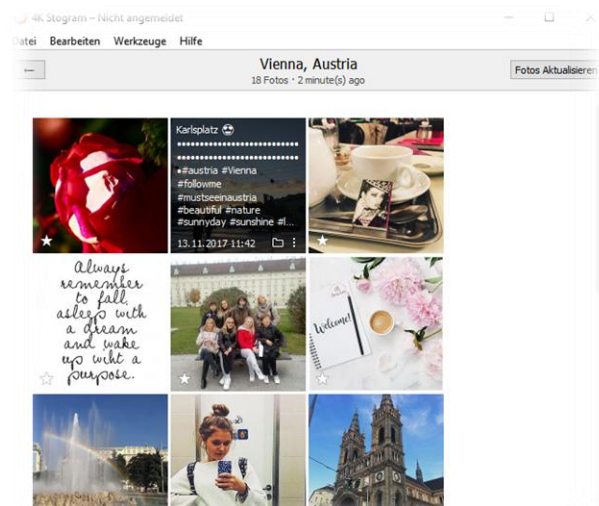 4K Stogram – Nicht angemeldet
Datei Bearbeiten Werkzeuge Hilfe
←
Vienna, Austria
18 Fotos · 2 minute(s) ago
Fotos Aktualisieren
Karlsplatz 😍
•#austria #Vienna
#followme
#mustseeinaustria
#beautiful #nature
#sunnyday #sunshine #l...
13.11.2017 11:42
always
remember
to fall
asleep with
a dream
and wake
up wiht a
purpose.
Welcome!